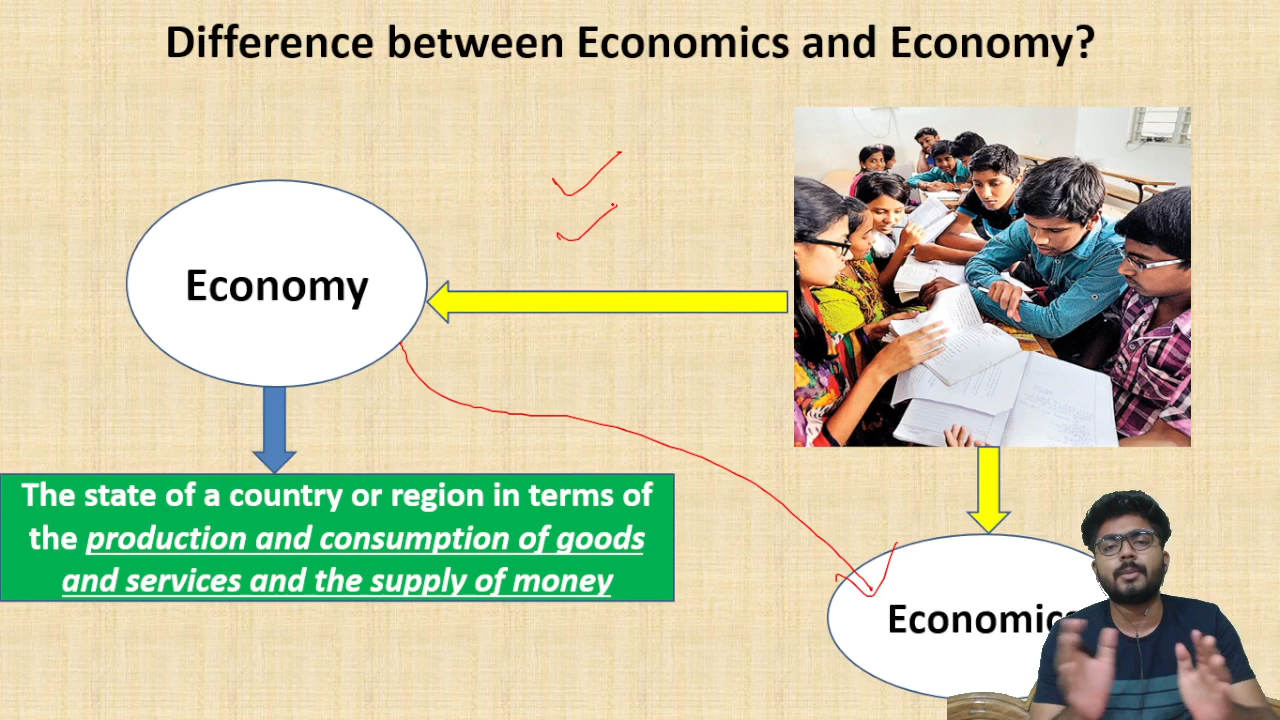 Difference between Economics and Economy?
Economy
The state of a country or region in terms of
the production and consumption of goods
and services and the supply of money
Economics